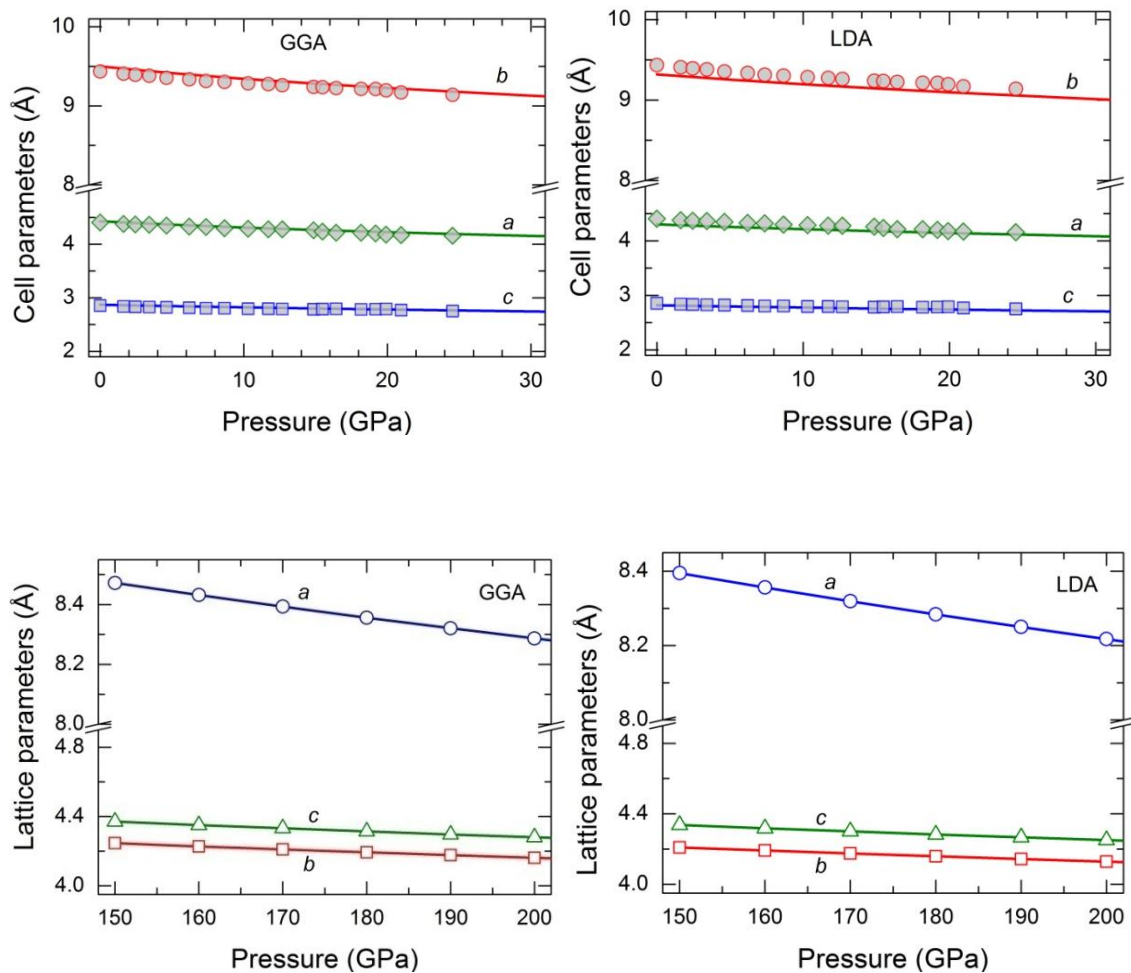 GGA
Cell parameters (Å)
10
9
8
4
3
2
b
a
c
0
10
20
30
Pressure (GPa)
LDA
Cell parameters (Å)
10
9
8
4
3
2
b
a
c
0
10
20
30
Pressure (GPa)
GGA
Lattice parameters (Å)
8.4
8.2
8.0
4.8
4.4
4.0
a
c
b
150 160 170 180 190 200
Pressure (GPa)
LDA
Lattice parameters (Å)
8.4
8.2
8.0
4.8
4.4
4.0
a
c
b
150 160 170 180 190 200
Pressure (GPa)